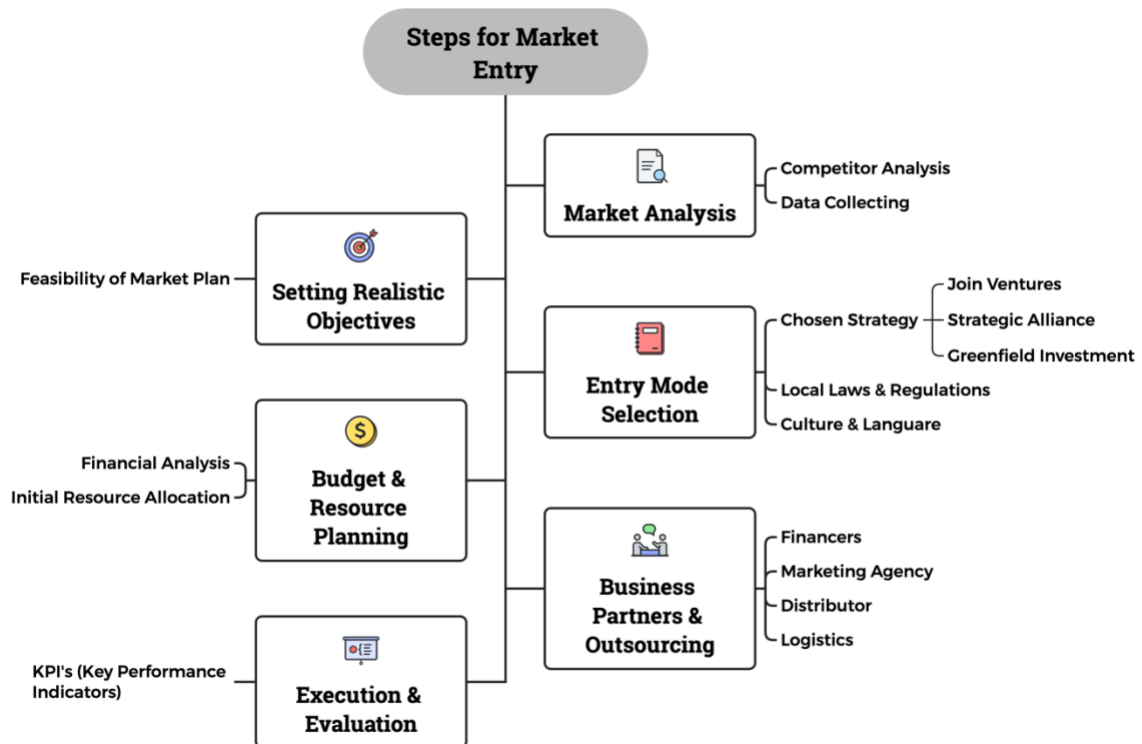 Steps for Market
Entry
Market Analysis
Competitor Analysis
Data Collecting
Feasibility of Market Plan
Setting Realistic
Objectives
Entry Mode
Selection
Chosen Strategy
Join Ventures
Strategic Alliance
Greenfield Investment
Local Laws & Regulations
Culture & Languare
Financial Analysis
Initial Resource Allocation
$
Budget &
Resource
Planning
Business
Partners &
Outsourcing
Financers
Marketing Agency
Distributor
Logistics
KPI's (Key Performance
Indicators)
Execution &
Evaluation